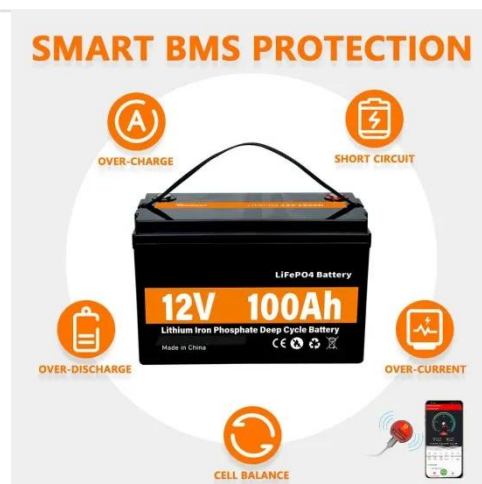 SMART BMS PROTECTION
OVER-CHARGE
SHORT CIRCUIT
LiFePO4 Battery
12V 100Ah
Lithium Iron Phosphate Deep Cycle Battery
Made in China
CE
OVER-DISCHARGE
OVER-CURRENT
CELL BALANCE